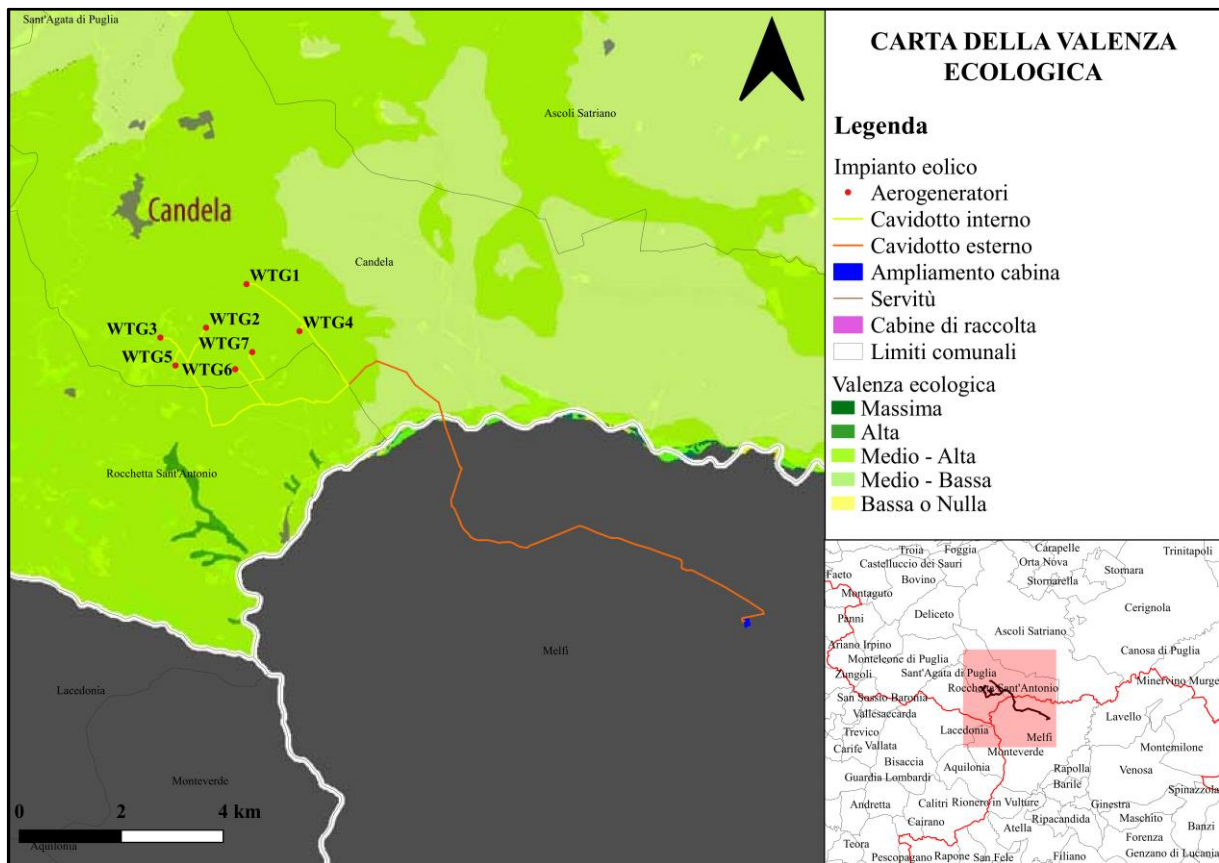 Sant'Agata di Puglia
Ascoli Satriano
Candela
Candela
WTG1
WTG2
WTG3
WTG4
WTG7
WTG5
WTG6
Rocchetta Sant'Antonio
Melfi
Lacedonia
Monteverde
Aquilonia
0 2 4 km
CARTA DELLA VALENZA
ECOLOGICA
Legenda
Impianto eolico
Aerogeneratori
Cavidotto interno
Cavidotto esterno
Ampliamento cabina
Servitù
Cabine di raccolta
Limiti comunali
Valenza ecologica
Massima
Alta
Medio - Alta
Medio - Bassa
Bassa o Nulla
Troia Foggia Carapelle Trinitapoli
Castelluccio dei Sauri Orta Nova
Faeto Bovino Stornarella Stornara
Montaguto
Deliceto Cerignola
Panni
Ascoli Satriano
Ariano Irpino Canosa di Puglia
Monteleone di Puglia
Zungoli Sant'Agata di Puglia Minervino Murge
Rocchetta Sant'Antonio
San Sossio Baronia
Vallesaccarda Lavello
Trevico Lacedonia Melfi
Carife Vallata Monteverde Montemilone
Bisaccia Aquilonia Rapolla Venosa
Guardia Lombardi Barile Spinazzola
Andretta Calitri Rionero in Vulture Ginestra
Cairano Ripacandida Maschito Banzi
Atella Forenza
Teora
Pescopagano Rapone San Fele Filiano Genzano di Lucania